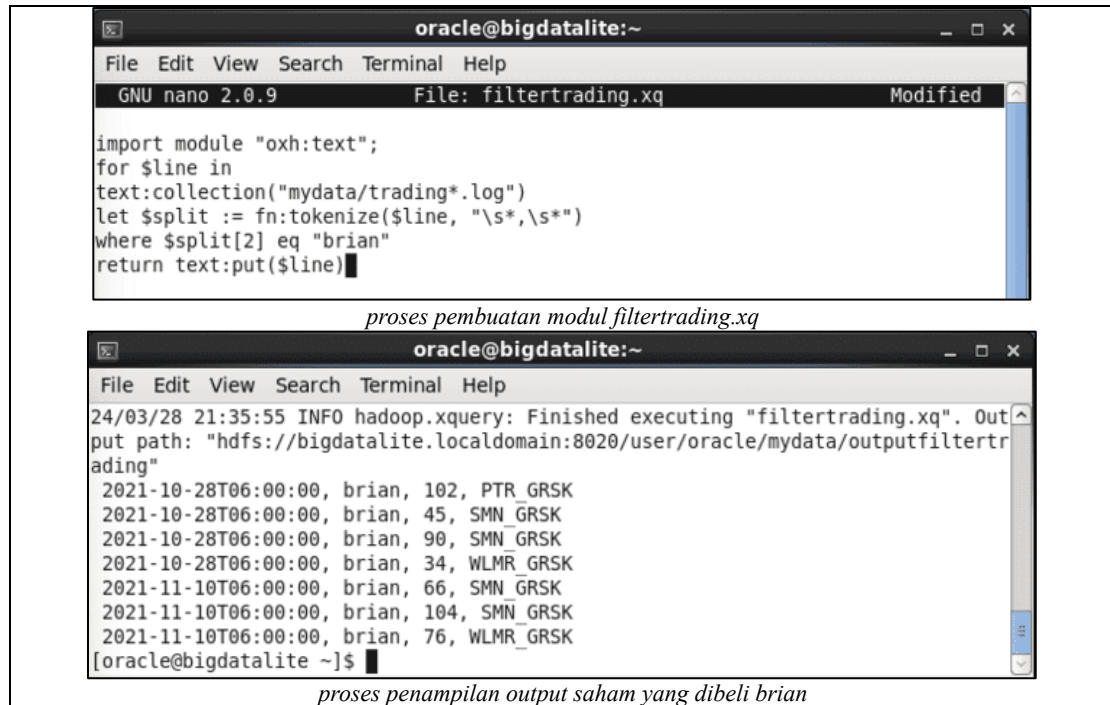 oracle@bigdatalite:~
File Edit View Search Terminal Help
GNU nano 2.0.9 File: filtertrading.xq Modified
import module "oxh:text";
for $line in
text:collection("mydata/trading*.log")
let $split := fn:tokenize($line, "\s*,\s*")
where $split[2] eq "brian"
return text:put($line)
proses pembuatan modul filtertrading.xq
oracle@bigdatalite:~
File Edit View Search Terminal Help
24/03/28 21:35:55 INFO hadoop.xquery: Finished executing "filtertrading.xq". Out
put path: "hdfs://bigdatalite.localdomain:8020/user/oracle/mydata/outputfiltertr
ading"
2021-10-28T06:00:00, brian, 102, PTR_GRSK
2021-10-28T06:00:00, brian, 45, SMN_GRSK
2021-10-28T06:00:00, brian, 90, SMN_GRSK
2021-10-28T06:00:00, brian, 34, WLMR_GRSK
2021-11-10T06:00:00, brian, 66, SMN_GRSK
2021-11-10T06:00:00, brian, 104, SMN_GRSK
2021-11-10T06:00:00, brian, 76, WLMR_GRSK
[oracle@bigdatalite ~]$
proses penampilan output saham yang dibeli brian